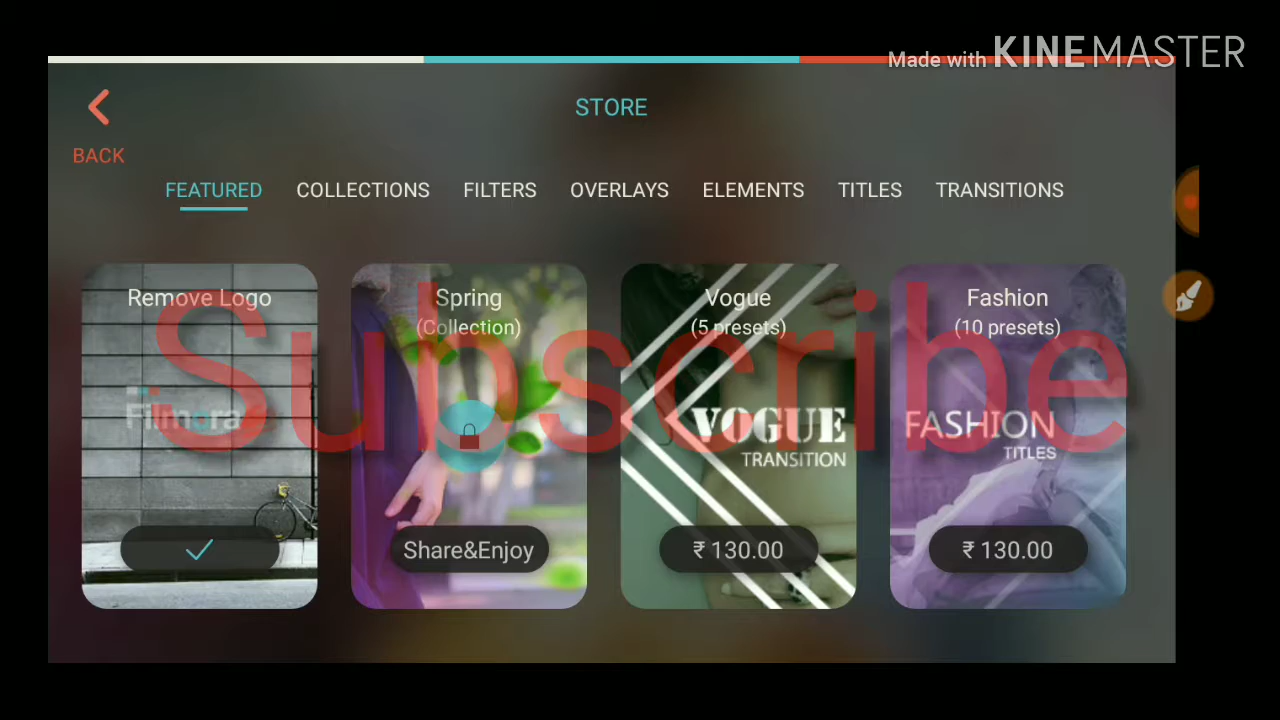 Made with KINEMASTER
STORE
BACK
FEATURED COLLECTIONS FILTERS OVERLAYS ELEMENTS TITLES TRANSITIONS
Remove Logo
Filmora
Spring
(Collection)
Share&Enjoy
Vogue
(5 presets)
VOGUE
TRANSITION
₹ 130.00
Fashion
(10 presets)
FASHION
TITLES
₹ 130.00
Subscribe